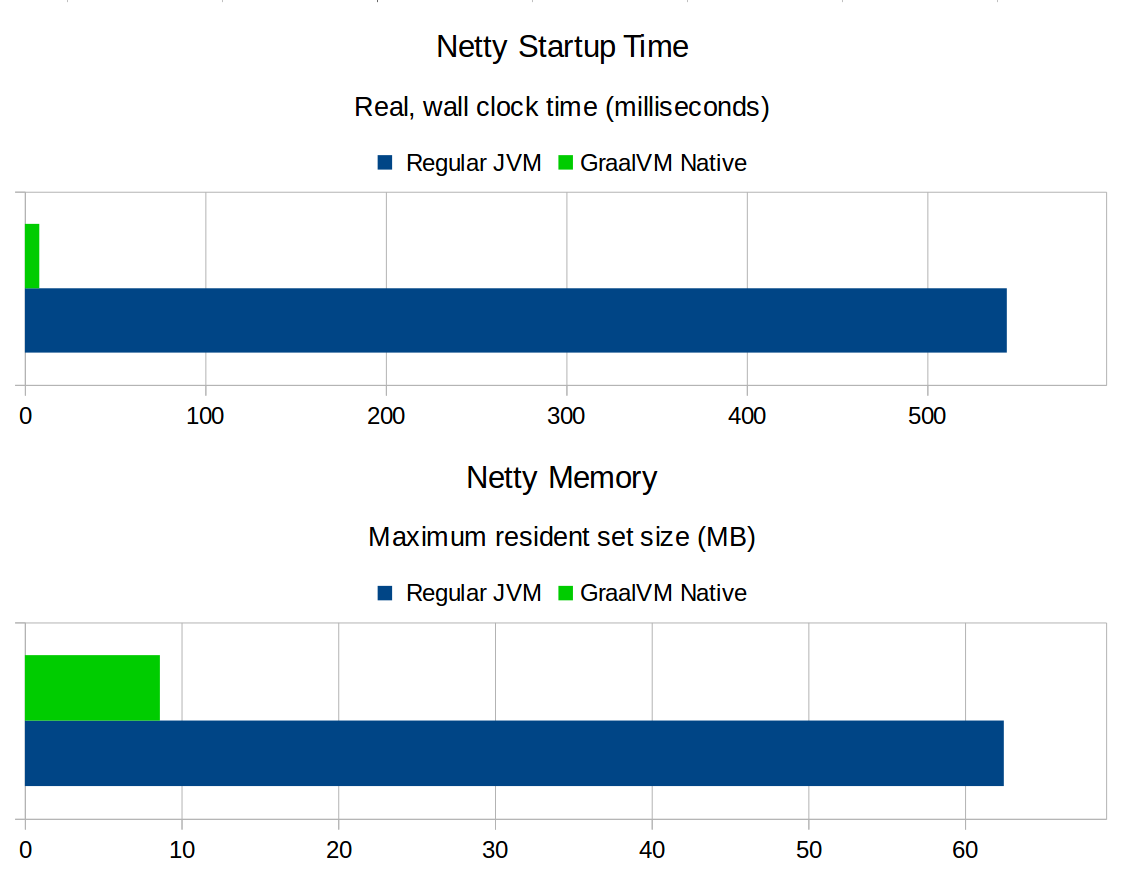 Netty Startup Time
Real, wall clock time (milliseconds)
Regular JVM GraalVM Native
0 100 200 300 400 500
Netty Memory
Maximum resident set size (MB)
Regular JVM GraalVM Native
0 10 20 30 40 50 60